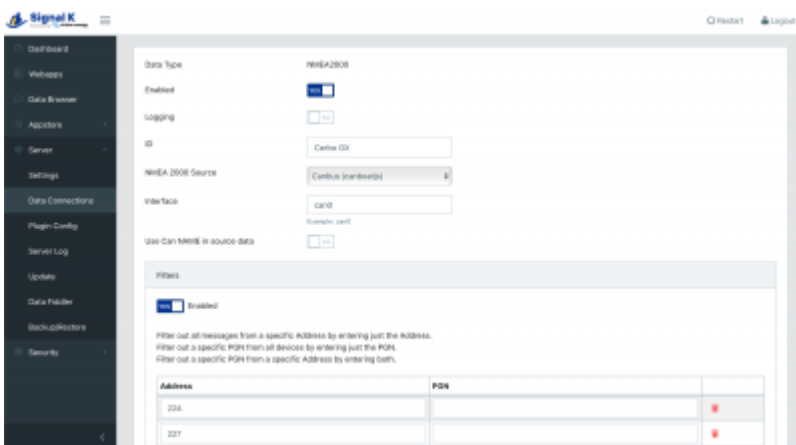 Signal K
Restart
Logout
Dashboard
Webapps
Data Browser
Appstore
Server
Settings
Data Connections
Plugin Config
Server Log
Update
Data Fiddler
Backup/Restore
Security
Data Type NMEA2000
Enabled YES
Logging NO
ID Cerbo GX
NMEA 2000 Source Canbus (canboatjs)
Interface can0
Example: can0
Use Can NAME in source data NO
Filters
YES Enabled
Filter out all messages from a specific Address by entering just the Address.
Filter out a specific PGN from all devices by entering just the PGN.
Filter out a specific PGN from a specific Address by entering both.
Address PGN
224
227